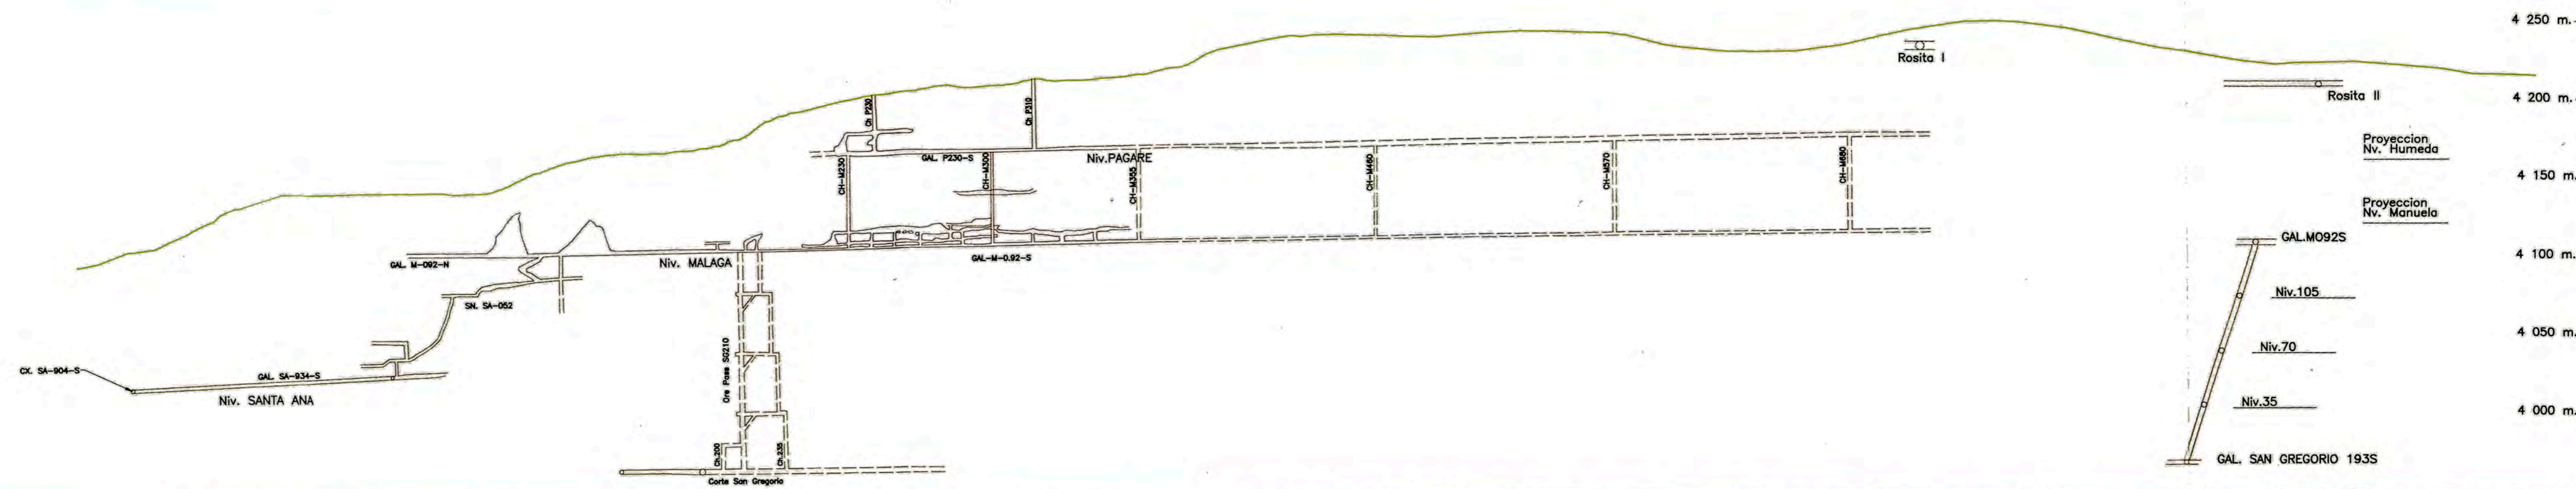 4 250 m.
Rosita I
Rosita II
4 200 m.
Ch P230
Ch P310
Proyeccion
Nv. Humeda
GAL. P230-S
Niv.PAGARE
CH-M230
CH-M300
CH-M355
CH-M460
CH-M570
CH-M680
4 150 m.
Proyeccion
Nv. Manuela
GAL.M092S
GAL. M-092-N
Niv. MALAGA
GAL-M-0.92-S
4 100 m.
Niv.105
SN. SA-052
4 050 m.
Niv.70
Ore Pass SG210
CX. SA-904-S
GAL. SA-934-S
Niv. SANTA ANA
Niv.35
4 000 m.
Ch.200
Ch.235
GAL. SAN GREGORIO 193S
Corte San Gregorio